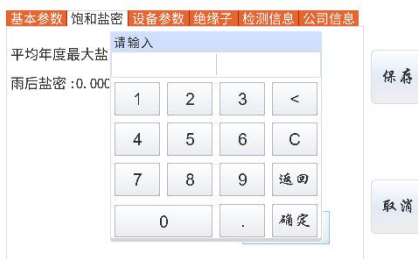 基本参数 饱和盐密 设备参数 绝缘子 检测信息 公司信息
平均年度最大盐
请输入
雨后盐密:0.000
1 2 3 <
4 5 6 C
7 8 9 返回
0 . 确定
保存
取消